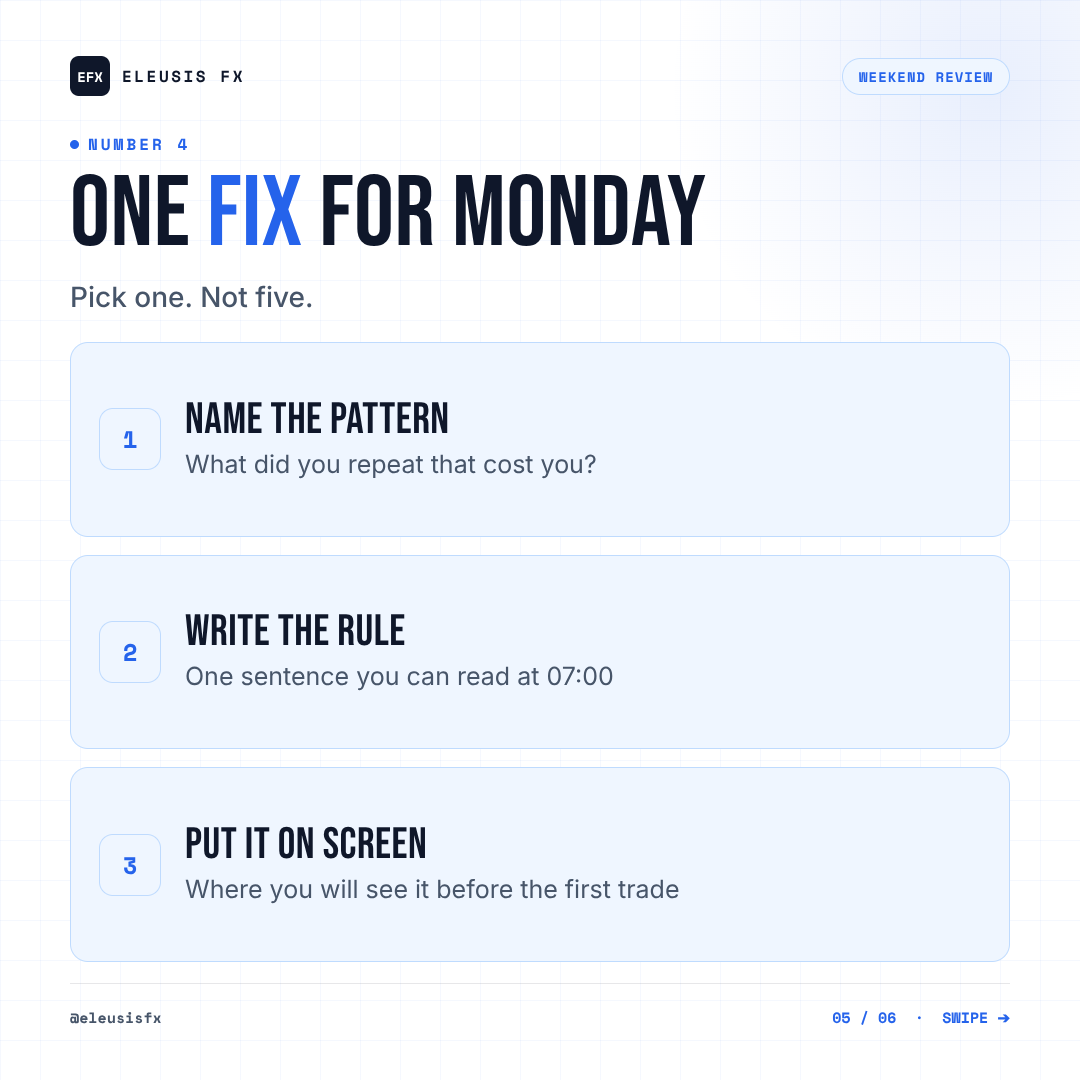 EFX ELEUSIS FX
WEEKEND REVIEW
NUMBER 4
ONE FIX FOR MONDAY
Pick one. Not five.
1
NAME THE PATTERN
What did you repeat that cost you?
2
WRITE THE RULE
One sentence you can read at 07:00
3
PUT IT ON SCREEN
Where you will see it before the first trade
@eleusisfx
05 / 06 · SWIPE ➔